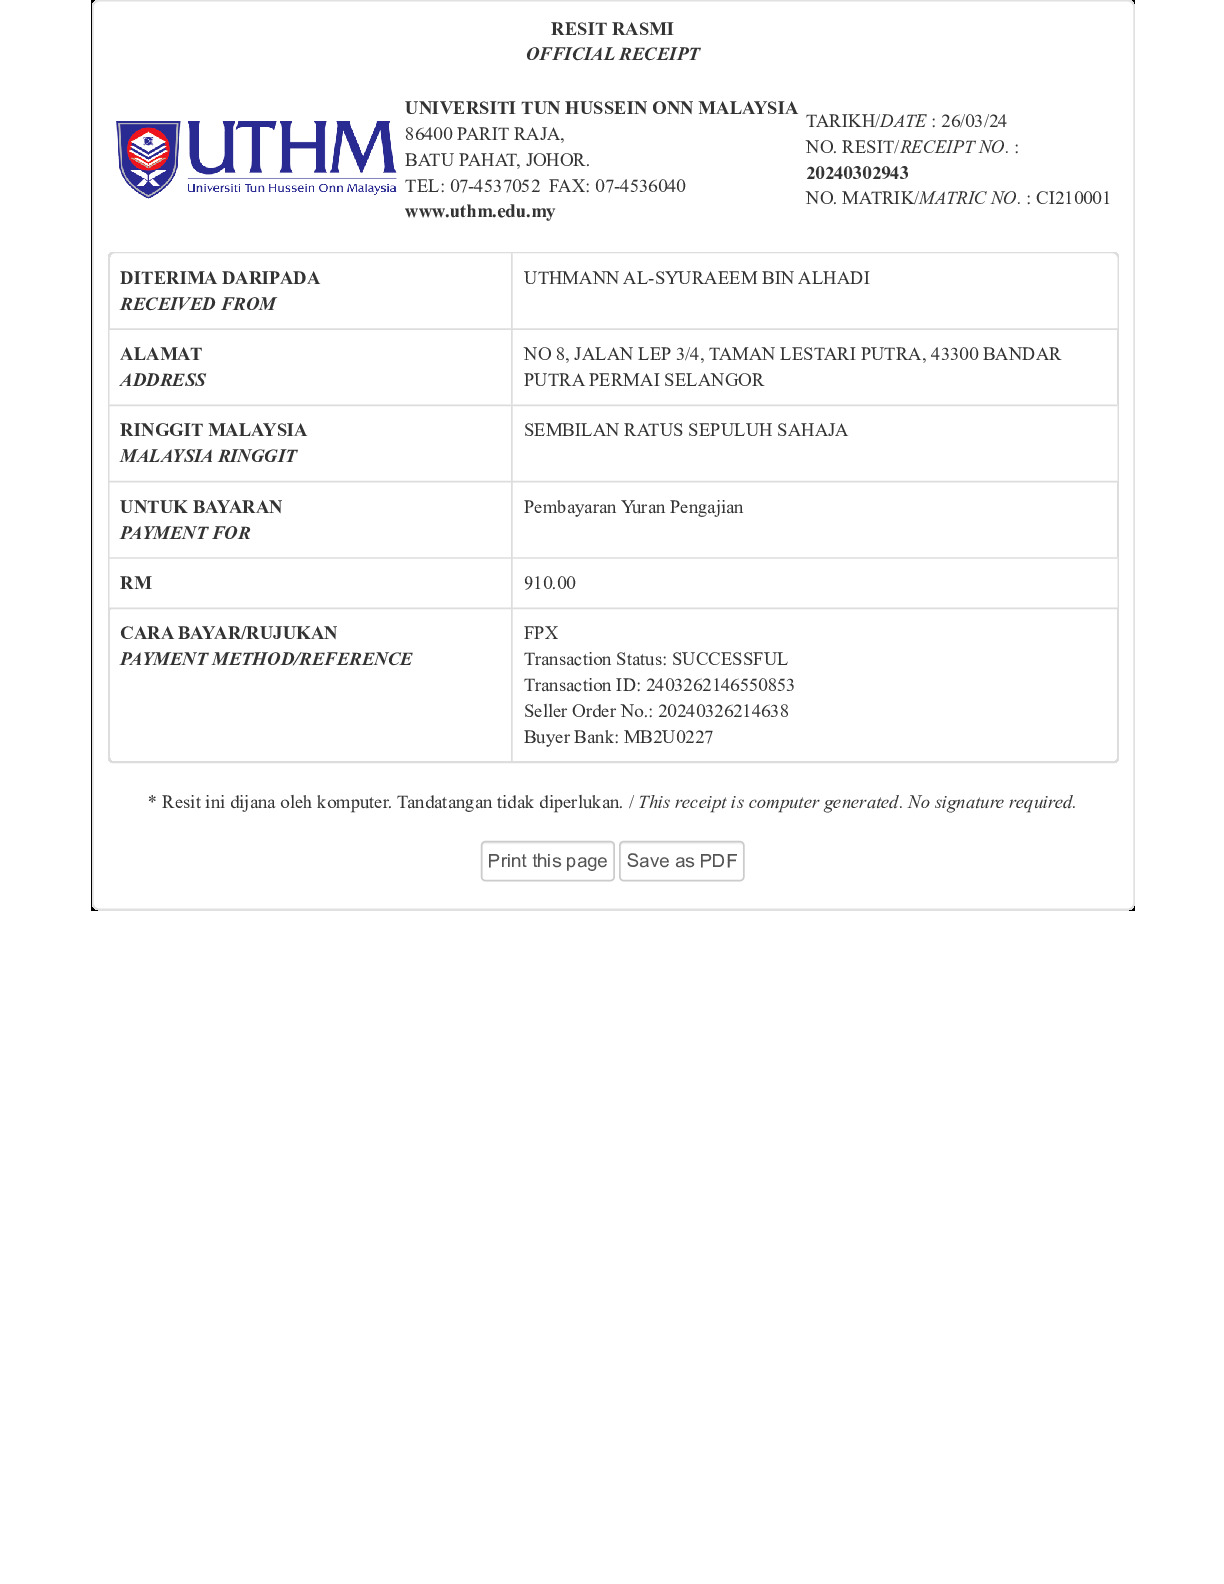 RESIT RASMI
OFFICIAL RECEIPT
UTHM
Universiti Tun Hussein Onn Malaysia
UNIVERSITI TUN HUSSEIN ONN MALAYSIA
86400 PARIT RAJA,
BATU PAHAT, JOHOR.
TEL: 07-4537052 FAX: 07-4536040
www.uthm.edu.my
TARIKH/DATE : 26/03/24
NO. RESIT/RECEIPT NO. :
20240302943
NO. MATRIK/MATRIC NO. : CI210001
DITERIMA DARIPADA
RECEIVED FROM
UTHMANN AL-SYURAEEM BIN ALHADI
ALAMAT
ADDRESS
NO 8, JALAN LEP 3/4, TAMAN LESTARI PUTRA, 43300 BANDAR
PUTRA PERMAI SELANGOR
RINGGIT MALAYSIA
MALAYSIA RINGGIT
SEMBILAN RATUS SEPULUH SAHAJA
UNTUK BAYARAN
PAYMENT FOR
Pembayaran Yuran Pengajian
RM
910.00
CARA BAYAR/RUJUKAN
PAYMENT METHOD/REFERENCE
FPX
Transaction Status: SUCCESSFUL
Transaction ID: 2403262146550853
Seller Order No.: 20240326214638
Buyer Bank: MB2U0227
* Resit ini dijana oleh komputer. Tandatangan tidak diperlukan. / This receipt is computer generated. No signature required.
Print this page
Save as PDF